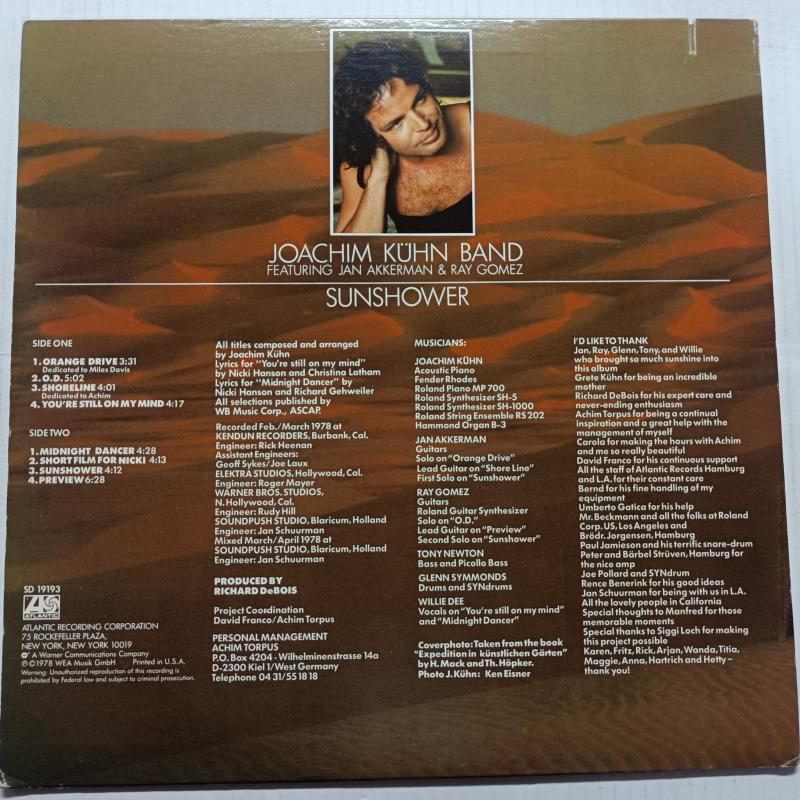 JOACHIM KÜHN BAND
FEATURING JAN AKKERMAN & RAY GOMEZ
SUNSHOWER
SIDE ONE
1. ORANGE DRIVE 3:31
Dedicated to Miles Davis
2. O.D. 5:02
3. SHORELINE 4:01
Dedicated to Achim
4. YOU'RE STILL ON MY MIND 4:17
SIDE TWO
1. MIDNIGHT DANCER 4:28
2. SHORT FILM FOR NICKI 4:13
3. SUNSHOWER 4:12
4. PREVIEW 6:28
SD 19193
ATLANTIC
ATLANTIC RECORDING CORPORATION
75 ROCKEFELLER PLAZA,
NEW YORK, NEW YORK 10019
A Warner Communications Company
Ⓟ©1978 WEA Musik GmbH Printed in U.S.A.
Warning: Unauthorized reproduction of this recording is
prohibited by Federal law and subject to criminal prosecution.
All titles composed and arranged
by Joachim Kühn
Lyrics for "You're still on my mind"
by Nicki Hanson and Christina Latham
Lyrics for "Midnight Dancer" by
Nicki Hanson and Richard Gehweiler
All selections published by
WB Music Corp., ASCAP.
Recorded Feb./March 1978 at
KENDUN RECORDERS, Burbank, Cal.
Engineer: Rick Heenan
Assistant Engineers:
Geoff Sykes/Joe Laux
ELEKTRA STUDIOS, Hollywood, Cal.
Engineer: Roger Mayer
WARNER BROS. STUDIOS,
N. Hollywood, Cal.
Engineer: Rudy Hill
SOUNDPUSH STUDIO, Blaricum, Holland
Engineer: Jan Schuurman
Mixed March/April 1978 at
SOUNDPUSH STUDIO, Blaricum, Holland
Engineer: Jan Schuurman
PRODUCED BY
RICHARD DeBOIS
Project Coordination
David Franco/Achim Torpus
PERSONAL MANAGEMENT
ACHIM TORPUS
P.O. Box 4204 - Wilhelminenstrasse 14a
D-2300 Kiel 1/West Germany
Telephone 04 31/55 18 18
MUSICIANS:
JOACHIM KÜHN
Acoustic Piano
Fender Rhodes
Roland Piano MP 700
Roland Synthesizer SH-5
Roland Synthesizer SH-1000
Roland String Ensemble RS 202
Hammond Organ B-3
JAN AKKERMAN
Guitars
Solo on "Orange Drive"
Lead Guitar on "Shore Line"
First Solo on "Sunshower"
RAY GOMEZ
Guitars
Roland Guitar Synthesizer
Solo on "O.D."
Lead Guitar on "Preview"
Second Solo on "Sunshower"
TONY NEWTON
Bass and Picollo Bass
GLENN SYMMONDS
Drums and SYNdrums
WILLIE DEE
Vocals on "You're still on my mind"
and "Midnight Dancer"
Coverphoto: Taken from the book
"Expedition in künstlichen Gärten"
by H. Mack and Th. Höpker.
Photo J. Kühn: Ken Eisner
I'D LIKE TO THANK
Jan, Ray, Glenn, Tony, and Willie
who brought so much sunshine into
this album
Grete Kühn for being an incredible
mother
Richard DeBois for his expert care and
never-ending enthusiasm
Achim Torpus for being a continual
inspiration and a great help with the
management of myself
Carola for making the hours with Achim
and me so really beautiful
David Franco for his continuous support
All the staff of Atlantic Records Hamburg
and L.A. for their constant care
Bernd for his fine handling of my
equipment
Umberto Gatica for his help
Mr. Beckmann and all the folks at Roland
Corp. US, Los Angeles and
Brödr. Jorgensen, Hamburg
Paul Jamieson and his terrific snare-drum
Peter and Bärbel Strüven, Hamburg for
the nice amp
Joe Pollard and SYNdrum
Rence Benerink for his good ideas
Jan Schuurman for being with us in L.A.
All the lovely people in California
Special thoughts to Manfred for those
memorable moments
Special thanks to Siggi Loch for making
this project possible
Karen, Fritz, Rick, Arjan, Wanda, Titia,
Maggie, Anna, Hartrich and Hetty –
thank you!